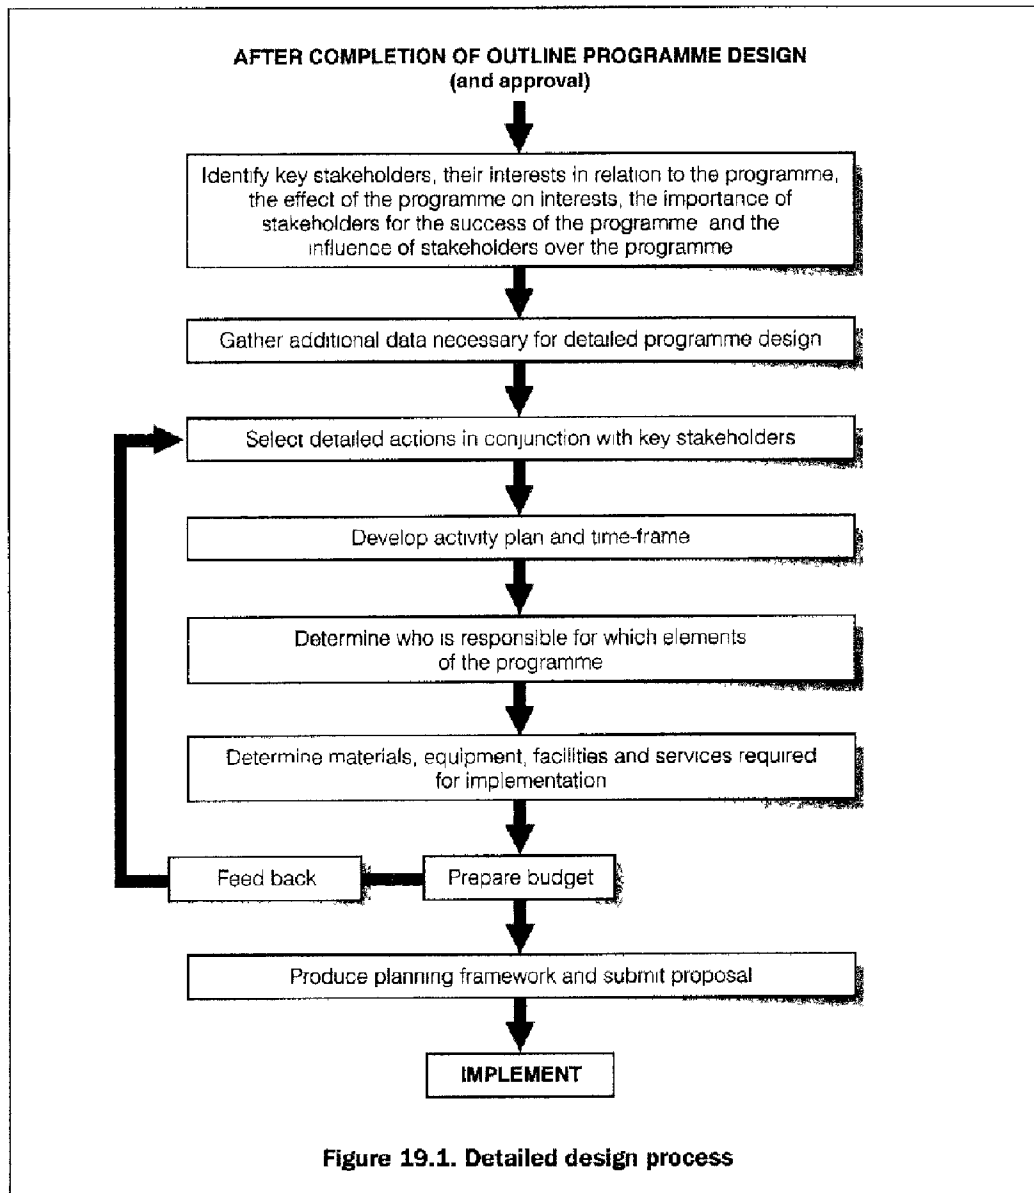 AFTER COMPLETION OF OUTLINE PROGRAMME DESIGN
(and approval)
Identify key stakeholders, their interests in relation to the programme,
the effect of the programme on interests, the importance of
stakeholders for the success of the programme and the
influence of stakeholders over the programme
Gather additional data necessary for detailed programme design
Select detailed actions in conjunction with key stakeholders
Develop activity plan and time-frame
Determine who is responsible for which elements
of the programme
Determine materials, equipment, facilities and services required
for implementation
Feed back
Prepare budget
Produce planning framework and submit proposal
IMPLEMENT
Figure 19.1. Detailed design process